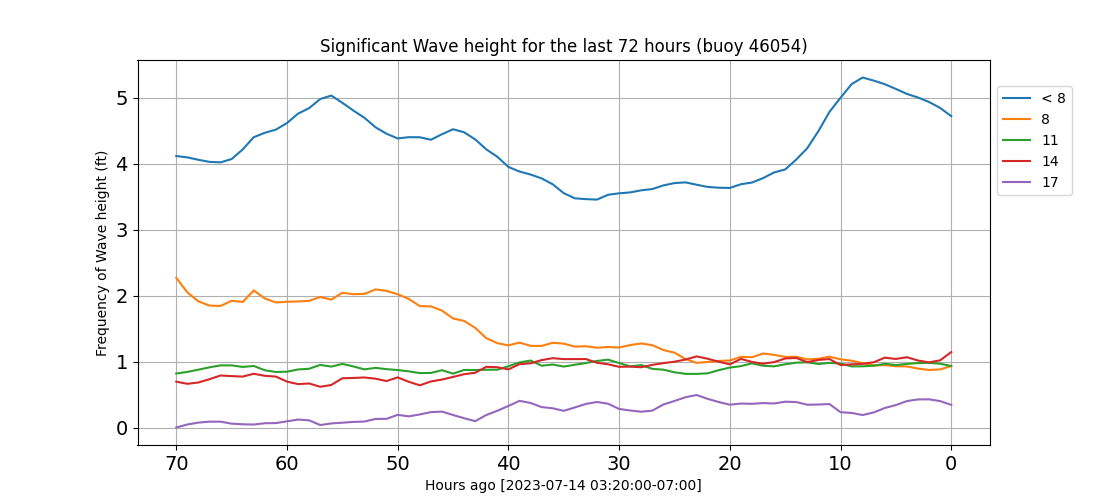 Significant Wave height for the last 72 hours (buoy 46054)
Frequency of Wave height (ft)
5
4
3
2
1
0
70 60 50 40 30 20 10 0
Hours ago [2023-07-14 03:20:00-07:00]
< 8
8
11
14
17